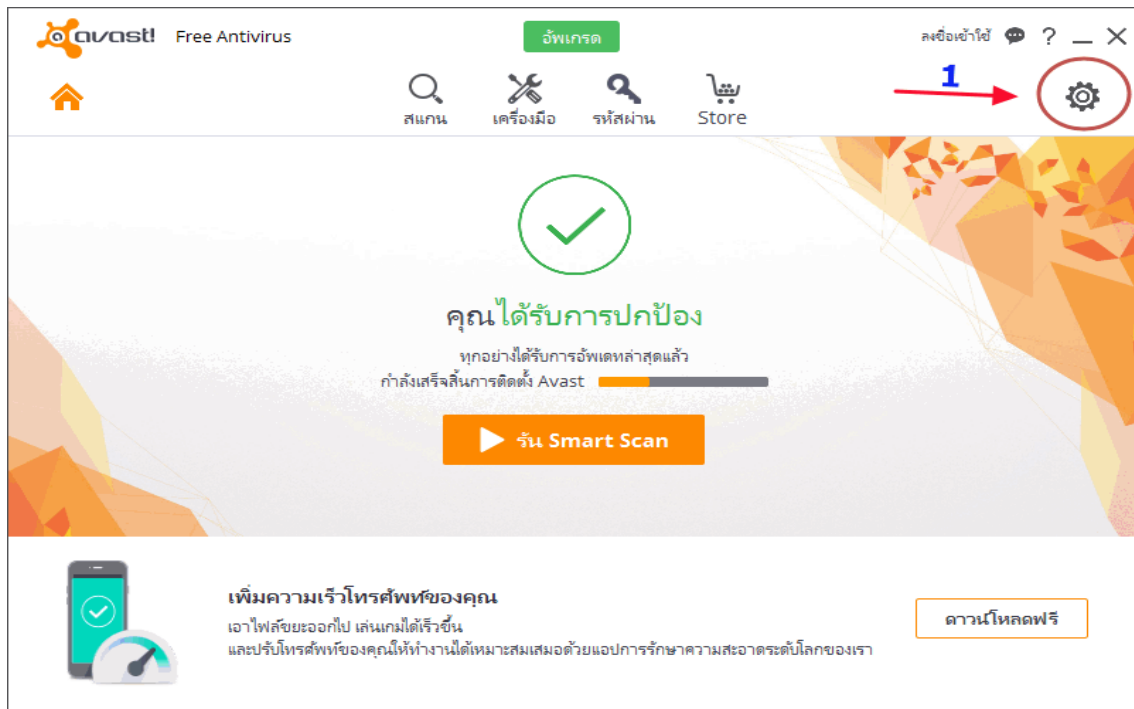 avast! Free Antivirus
อัพเกรด
ลงชื่อเข้าใช้ ?
1
สแกน
เครื่องมือ
รหัสผ่าน
Store
คุณได้รับการปกป้อง
ทุกอย่างได้รับการอัพเดทล่าสุดแล้ว
กำลังเสร็จสิ้นการติดตั้ง Avast
รัน Smart Scan
เพิ่มความเร็วโทรศัพท์ของคุณ
เอาไฟล์ขยะออกไป เล่นเกมได้เร็วขึ้น
และปรับโทรศัพท์ของคุณให้ทำงานได้เหมาะสมเสมอด้วยแอปการรักษาความสะอาดระดับโลกของเรา
ดาวน์โหลดฟรี